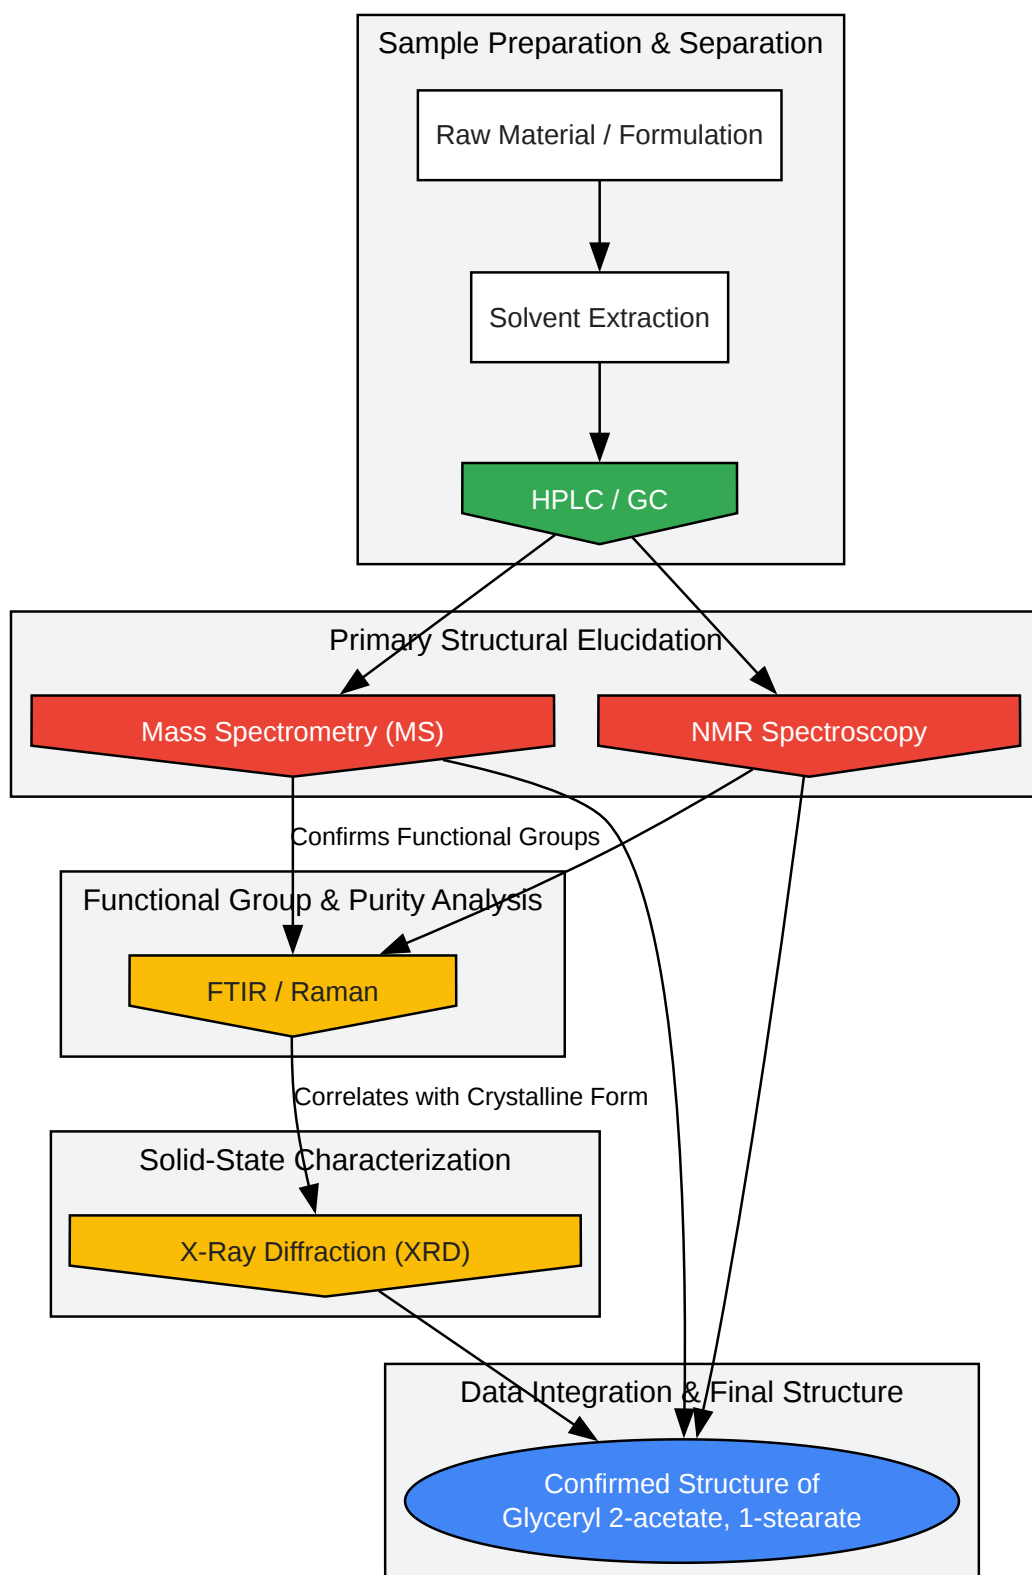 Sample Preparation & Separation
Raw Material / Formulation
Solvent Extraction
HPLC / GC
Primary Structural Elucidation
Mass Spectrometry (MS)
NMR Spectroscopy
Confirms Functional Groups
Functional Group & Purity Analysis
FTIR / Raman
Correlates with Crystalline Form
Solid-State Characterization
X-Ray Diffraction (XRD)
Data Integration & Final Structure
Confirmed Structure of
Glyceryl 2-acetate, 1-stearate